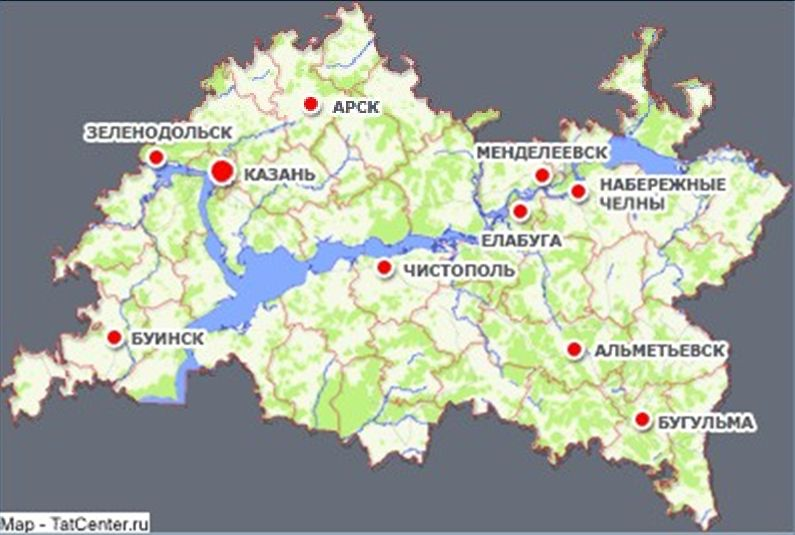 АРСК
ЗЕЛЕНОДОЛЬСК
КАЗАНЬ
МЕНДЕЛЕЕВСК
НАБЕРЕЖНЫЕ
ЧЕЛНЫ
ЕЛАБУГА
ЧИСТОПОЛЬ
БУИНСК
АЛЬМЕТЬЕВСК
БУГУЛЬМА
Map - TatCenter.ru